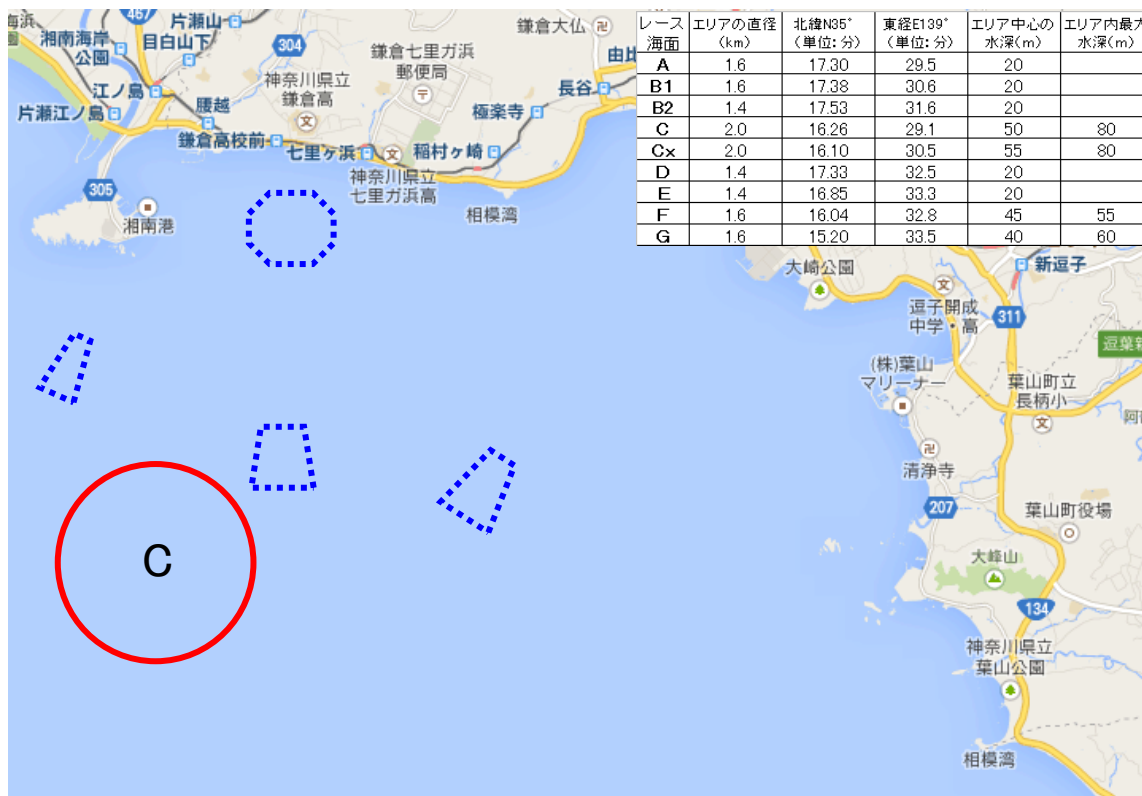 467
片瀬山
目白山下
湘南海岸
公園
江ノ島
片瀬江ノ島
腰越
鎌倉高校前
304
神奈川県立
鎌倉高
七里ヶ浜
鎌倉七里ガ浜
郵便局
神奈川県立
七里ガ浜高
稲村ヶ崎
極楽寺
長谷
鎌倉大仏
相模湾
305
湘南港
レース 海面 エリアの直径 (km) 北緯N35° (単位:分) 東経E139° (単位:分) エリア中心の 水深(m) エリア内最大 水深(m)
A 1.6 17.30 29.5 20
B1 1.6 17.38 30.6 20
B2 1.4 17.53 31.6 20
C 2.0 16.26 29.1 50 80
Cx 2.0 16.10 30.5 55 80
D 1.4 17.33 32.5 20
E 1.4 16.85 33.3 20
F 1.6 16.04 32.8 45 55
G 1.6 15.20 33.5 40 60
新逗子
大崎公園
逗子開成
中学・高
311
逗葉新
(株)葉山
マリーナー
葉山町立
長柄小
清浄寺
207
葉山町役場
C
大峰山
134
神奈川県立
葉山公園
相模湾